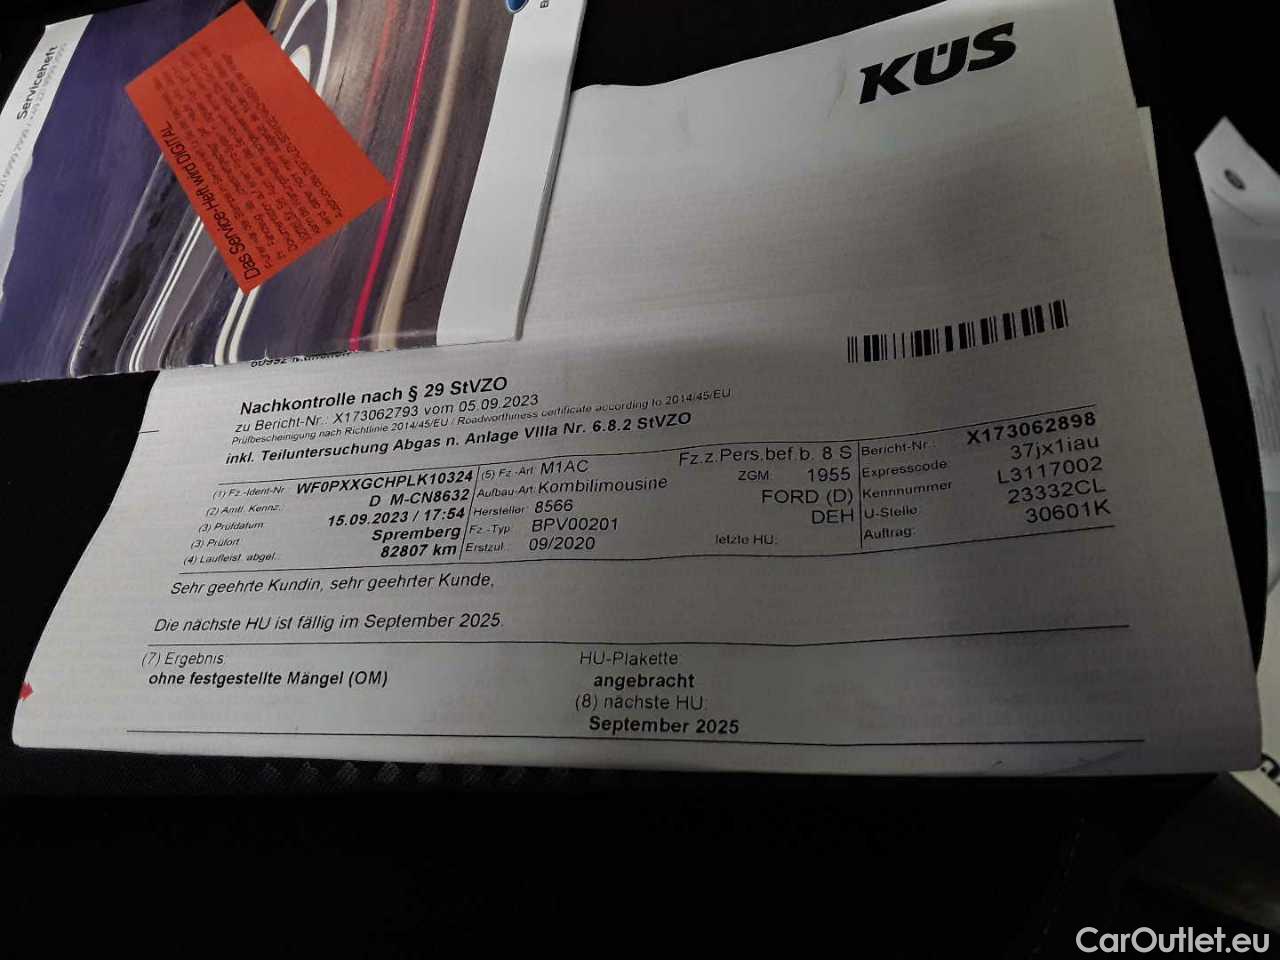 Serviceheft
Das Service-Heft wird DIGITAL
KÜS
Nachkontrolle nach § 29 StVZO
zu Bericht-Nr.: X173062793 vom 05.09.2023
Prüfbescheinigung nach Richtlinie 2014/45/EU / Roadworthiness certificate according to 2014/45/EU
inkl. Teiluntersuchung Abgas n. Anlage VIIIa Nr. 6.8.2 StVZO
(1) Fz.-Ident-Nr. WF0PXXGCHPLK10324 (5) Fz.-Art: M1AC Fz.z.Pers.bef.b. 8 S Bericht-Nr.: X173062898
(2) Amtl. Kennz.: D M-CN8632 Aufbau-Art: Kombilimousine ZGM: 1955 Expresscode: 37jx1iau
(3) Prüfdatum: 15.09.2023 / 17:54 Hersteller: 8566 FORD (D) Kennnummer L3117002
(3) Prüfort: Spremberg Fz.-Typ: BPV00201 DEH U-Stelle: 23332CL
(4) Laufleist. abgel.: 82807 km Erstzul.: 09/2020 letzte HU: Auftrag: 30601K
Sehr geehrte Kundin, sehr geehrter Kunde,
Die nächste HU ist fällig im September 2025.
(7) Ergebnis: HU-Plakette:
ohne festgestellte Mängel (OM) angebracht
(8) nächste HU:
September 2025
CarOutlet.eu